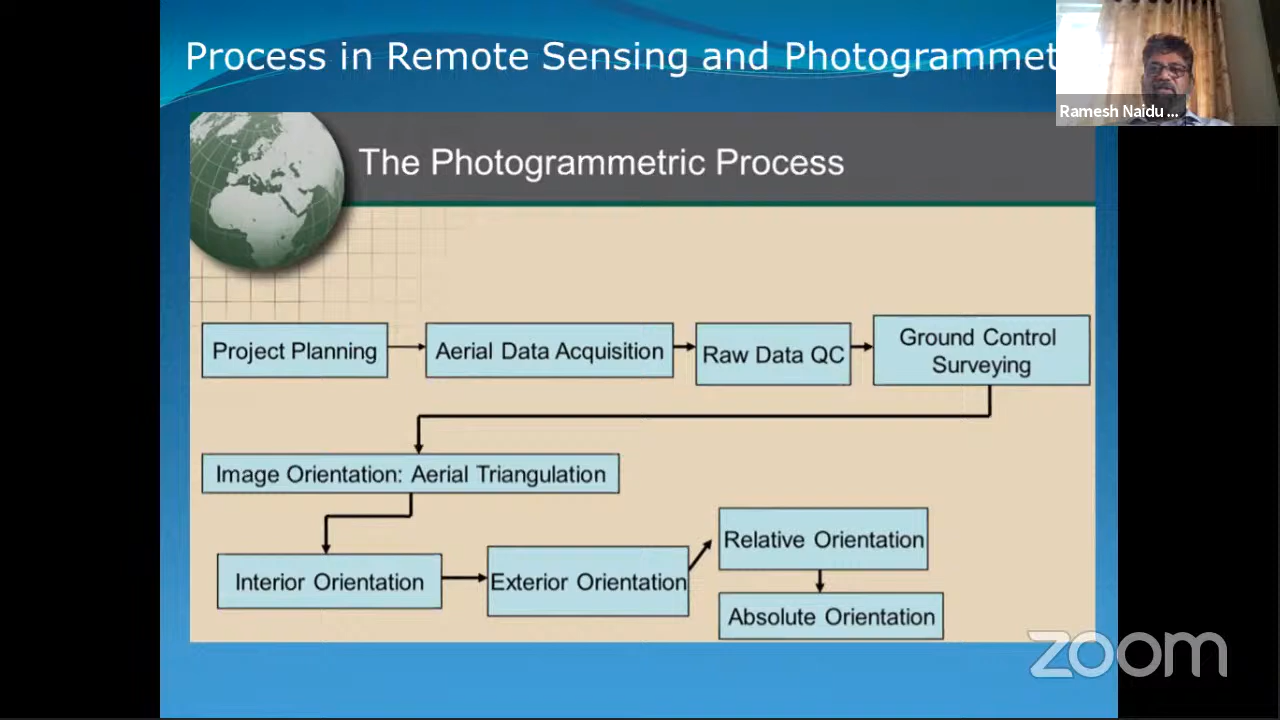 Process in Remote Sensing and Photogrammet
Ramesh Naidu ...
The Photogrammetric Process
Project Planning
Aerial Data Acquisition
Raw Data QC
Ground Control
Surveying
Image Orientation: Aerial Triangulation
Interior Orientation
Exterior Orientation
Relative Orientation
Absolute Orientation
zoom